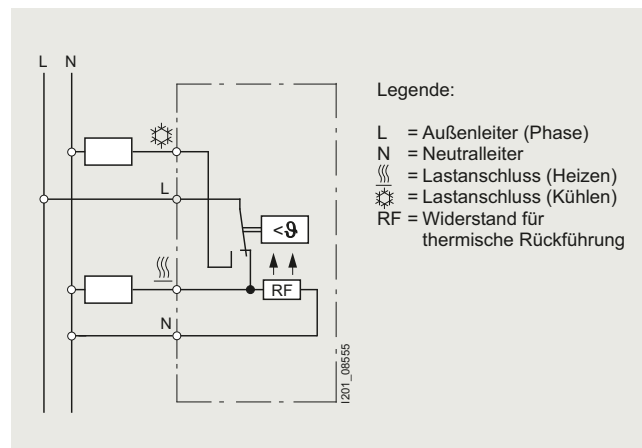 L N
Legende:
L = Außenleiter (Phase)
N = Neutralleiter
= Lastanschluss (Heizen)
= Lastanschluss (Kühlen)
RF = Widerstand für
thermische Rückführung
L
<ϑ
RF
N
I201_08555